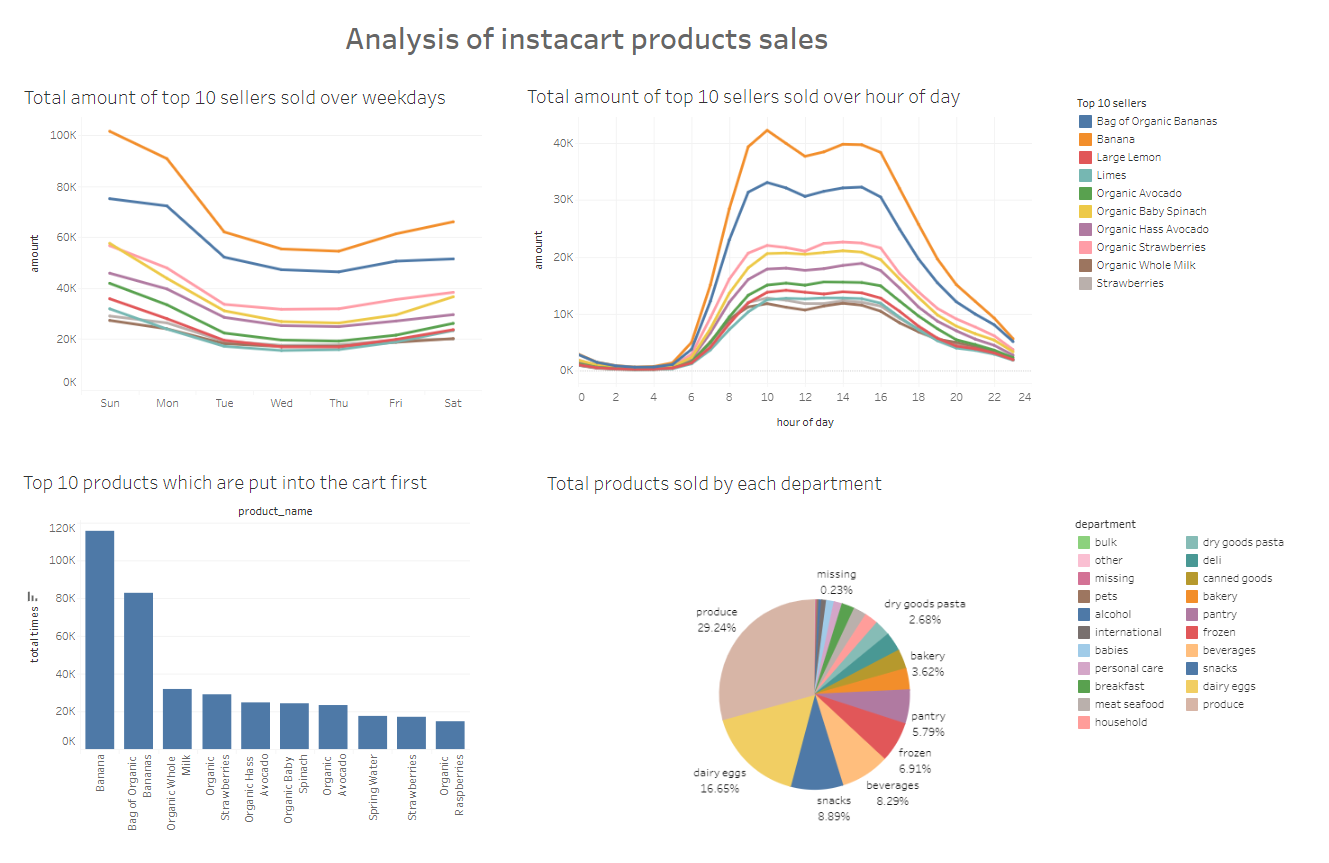 Analysis of instacart products sales
Total amount of top 10 sellers sold over weekdays
amount
100K
80K
60K
40K
20K
0K
Sun Mon Tue Wed Thu Fri Sat
Total amount of top 10 sellers sold over hour of day
amount
40K
30K
20K
10K
0K
0 2 4 6 8 10 12 14 16 18 20 22 24
hour of day
Top 10 sellers
Bag of Organic Bananas
Banana
Large Lemon
Limes
Organic Avocado
Organic Baby Spinach
Organic Hass Avocado
Organic Strawberries
Organic Whole Milk
Strawberries
Top 10 products which are put into the cart first
product_name
total times
120K
100K
80K
60K
40K
20K
0K
Banana
Bag of Organic
Bananas
Organic Whole
Milk
Organic
Strawberries
Organic Hass
Avocado
Organic Baby
Spinach
Organic
Avocado
Spring Water
Strawberries
Organic
Raspberries
Total products sold by each department
missing
0.23%
dry goods pasta
2.68%
bakery
3.62%
pantry
5.79%
frozen
6.91%
beverages
8.29%
snacks
8.89%
dairy eggs
16.65%
produce
29.24%
department
bulk
other
missing
pets
alcohol
international
babies
personal care
breakfast
meat seafood
household
dry goods pasta
deli
canned goods
bakery
pantry
frozen
beverages
snacks
dairy eggs
produce